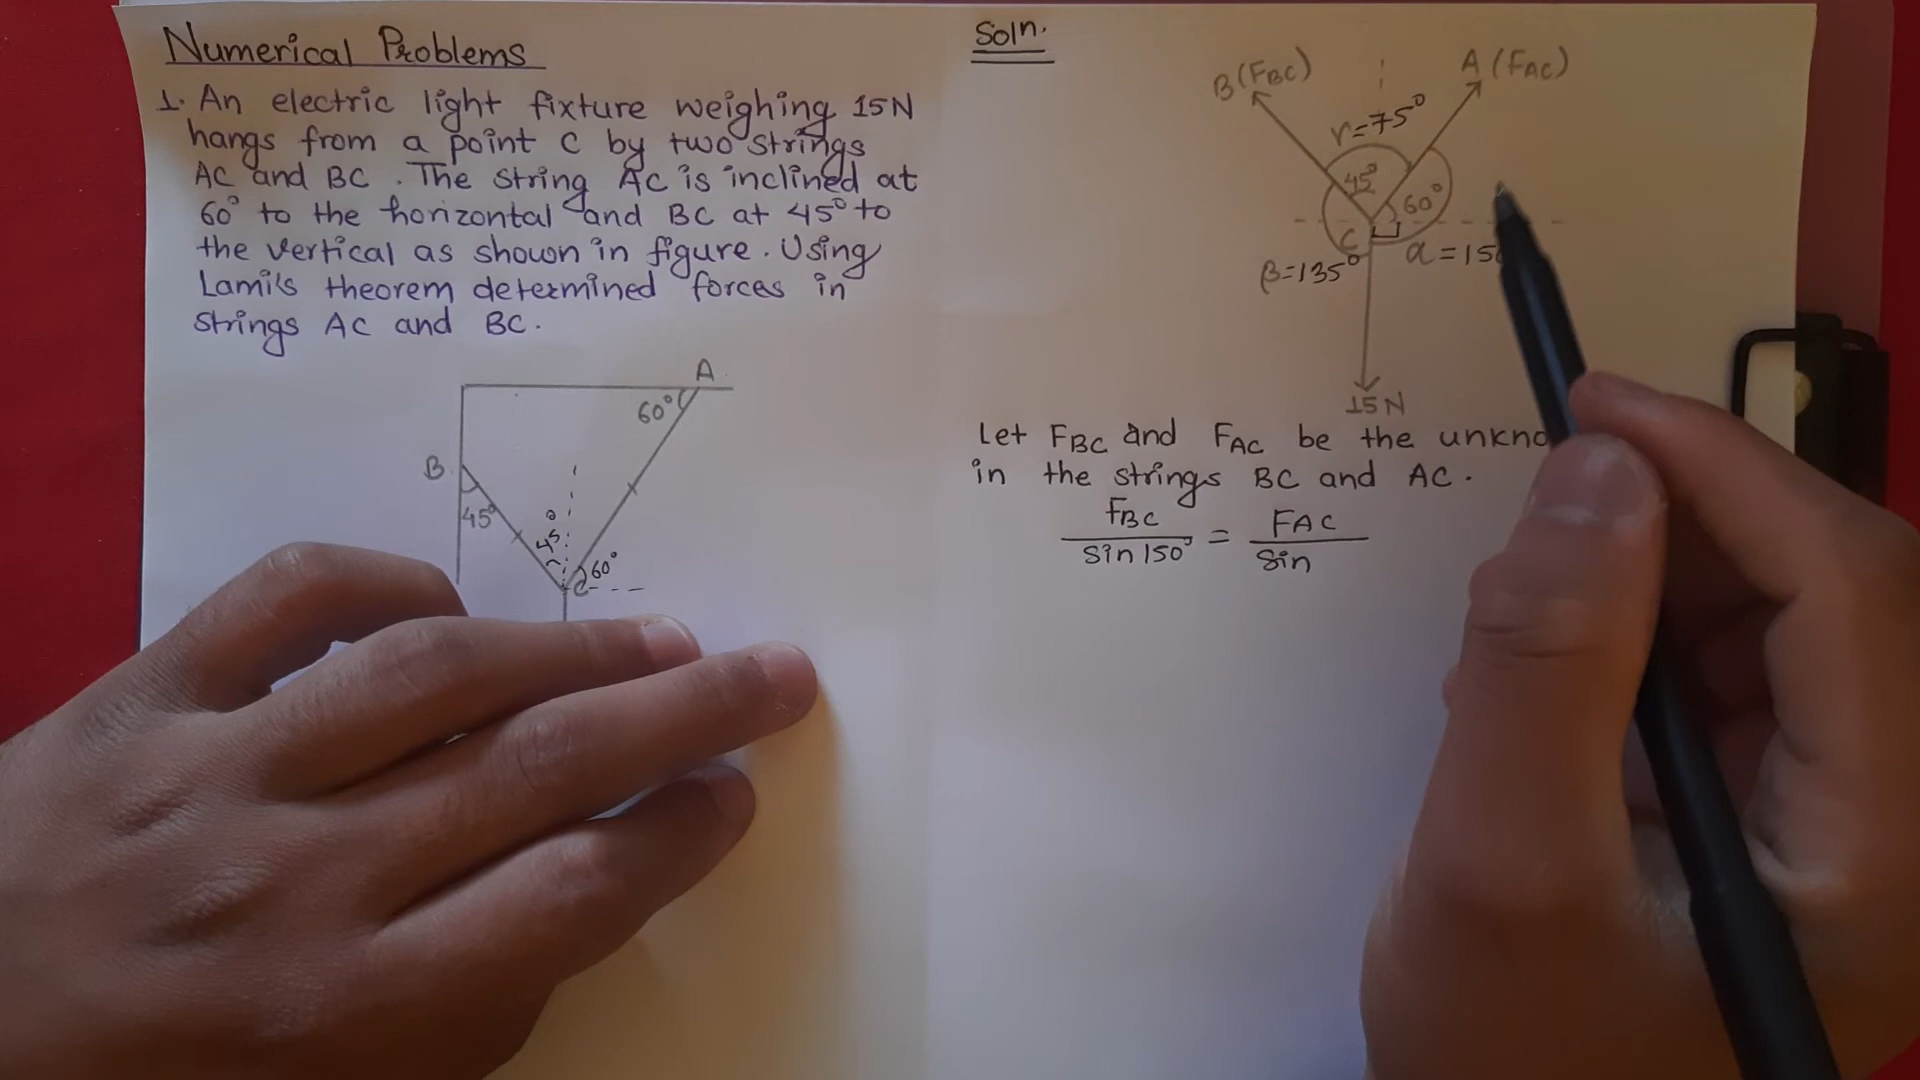 Numerical Problems
1. An electric light fixture weighing 15N
hangs from a point C by two strings
AC and BC. The string AC is inclined at
60° to the horizontal and BC at 45° to
the vertical as shown in figure. Using
Lami's theorem determined forces in
strings AC and BC.
A
60°
B
45°
45°
60°
C
Soln.
B (FBC)
A (FAC)
r=75°
45°
60°
C
β=135°
α=15
15N
Let FBC and FAC be the
in the strings BC and AC.
FBC = FAC
sin 150° sin